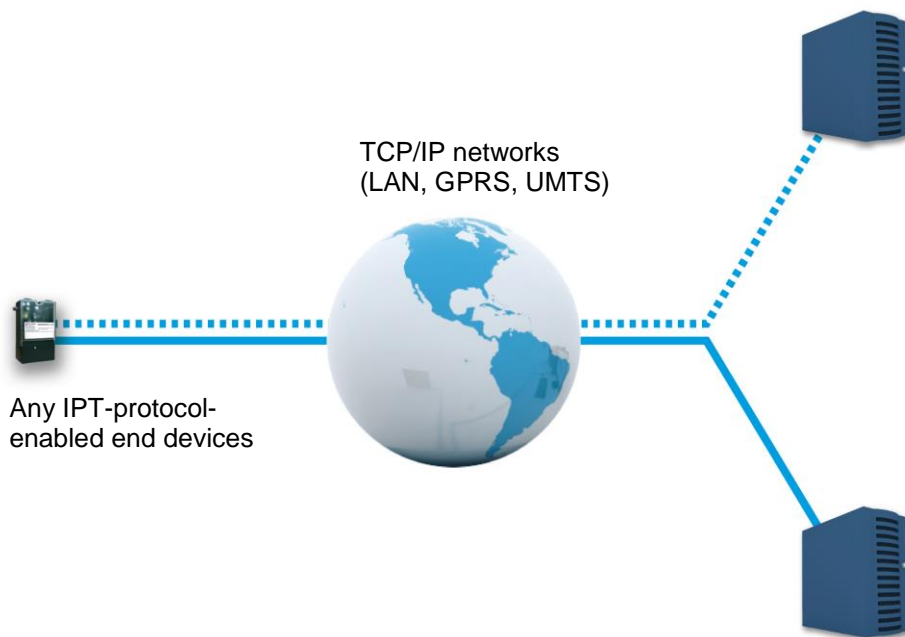 TCP/IP networks
(LAN, GPRS, UMTS)
Any IPT-protocol-
enabled end devices